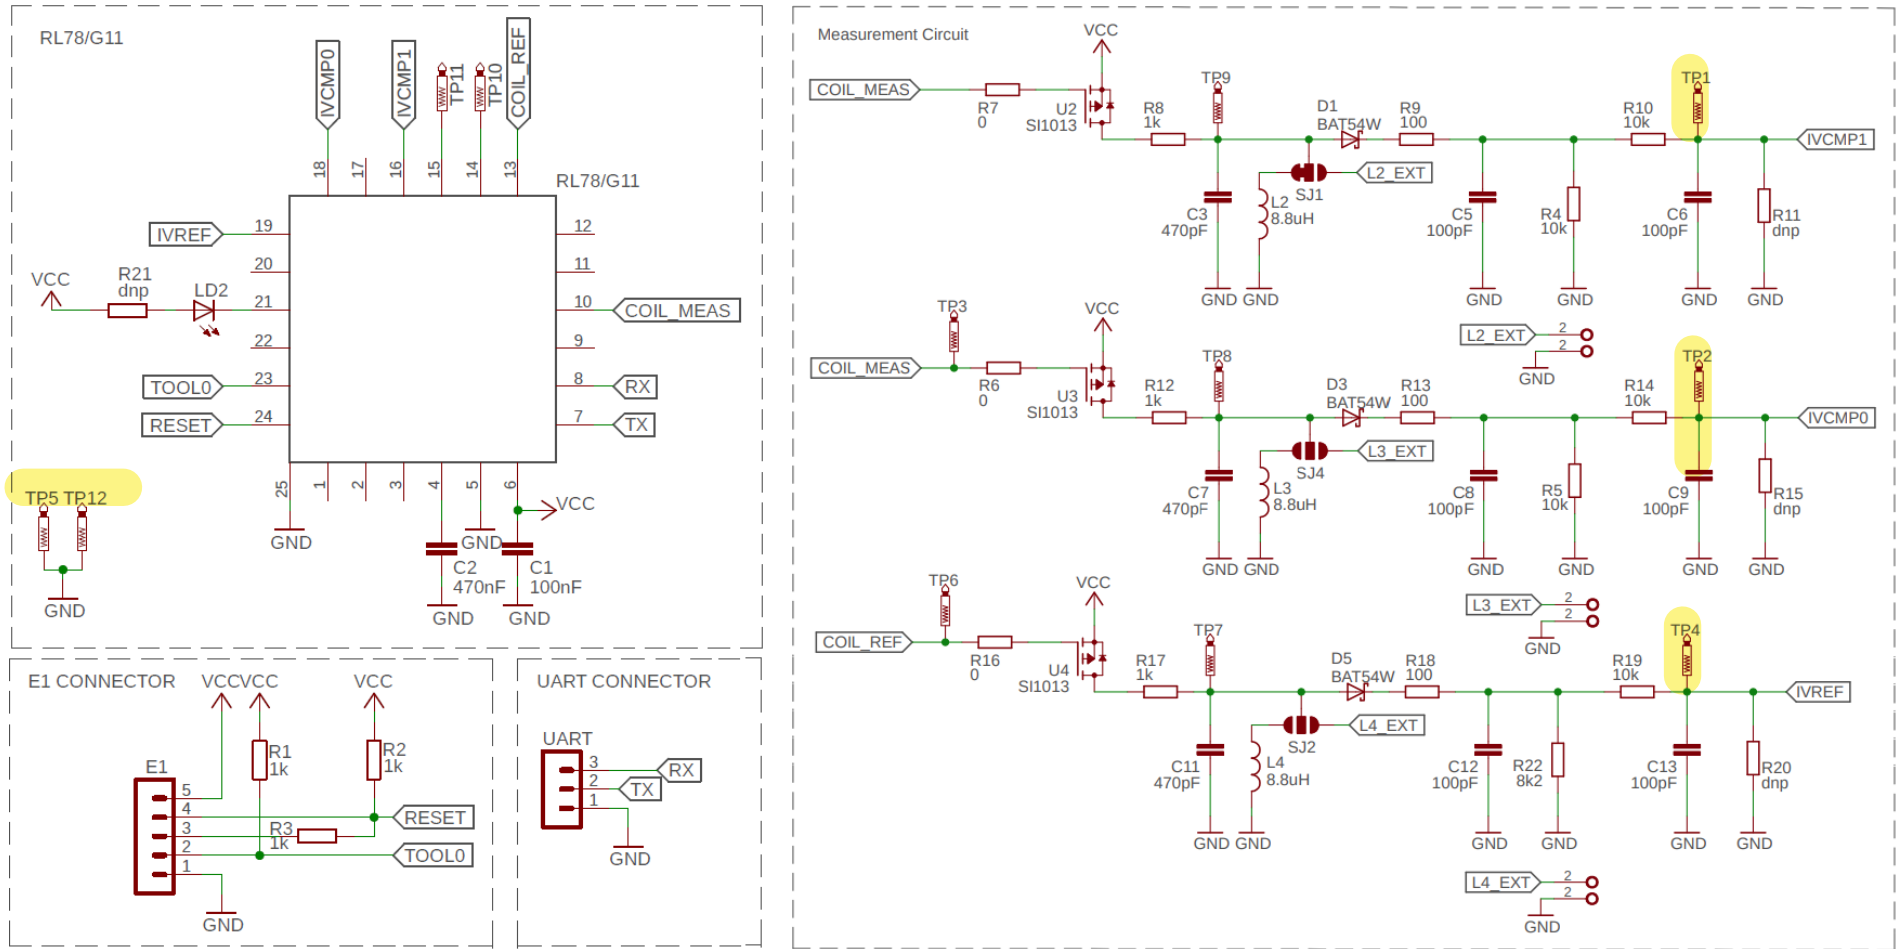 RL78/G11
IVCMP0
IVCMP1
TP11
TP10
COIL_REF
18
17
16
15
14
13
RL78/G11
IVREF
19
12
20
11
VCC
R21
dnp
LD2
21
10
COIL_MEAS
22
9
TOOL0
23
8
RX
RESET
24
7
TX
25
1
2
3
4
5
6
VCC
TP5 TP12
GND
GND
GND
C2
470nF
C1
100nF
GND
GND
E1 CONNECTOR
VCC
VCC
VCC
R1
1k
R2
1k
E1
5
4
3
2
1
R3
1k
RESET
TOOL0
GND
UART CONNECTOR
UART
3
2
1
RX
TX
GND
Measurement Circuit
VCC
COIL_MEAS
R7
0
U2
SI1013
R8
1k
TP9
D1
BAT54W
R9
100
R10
10k
TP1
IVCMP1
L2_EXT
SJ1
C3
470pF
L2
8.8uH
C5
100pF
R4
10k
C6
100pF
R11
dnp
GND
GND
GND
GND
GND
GND
L2_EXT
2
2
GND
TP3
VCC
COIL_MEAS
R6
0
U3
SI1013
R12
1k
TP8
D3
BAT54W
R13
100
R14
10k
TP2
IVCMP0
L3_EXT
SJ4
C7
470pF
L3
8.8uH
C8
100pF
R5
10k
C9
100pF
R15
dnp
GND
GND
GND
GND
GND
GND
L3_EXT
2
2
GND
TP6
VCC
COIL_REF
R16
0
U4
SI1013
R17
1k
TP7
D5
BAT54W
R18
100
R19
10k
TP4
IVREF
L4_EXT
SJ2
C11
470pF
L4
8.8uH
C12
100pF
R22
8k2
C13
100pF
R20
dnp
GND
GND
GND
GND
GND
GND
L4_EXT
2
2
GND